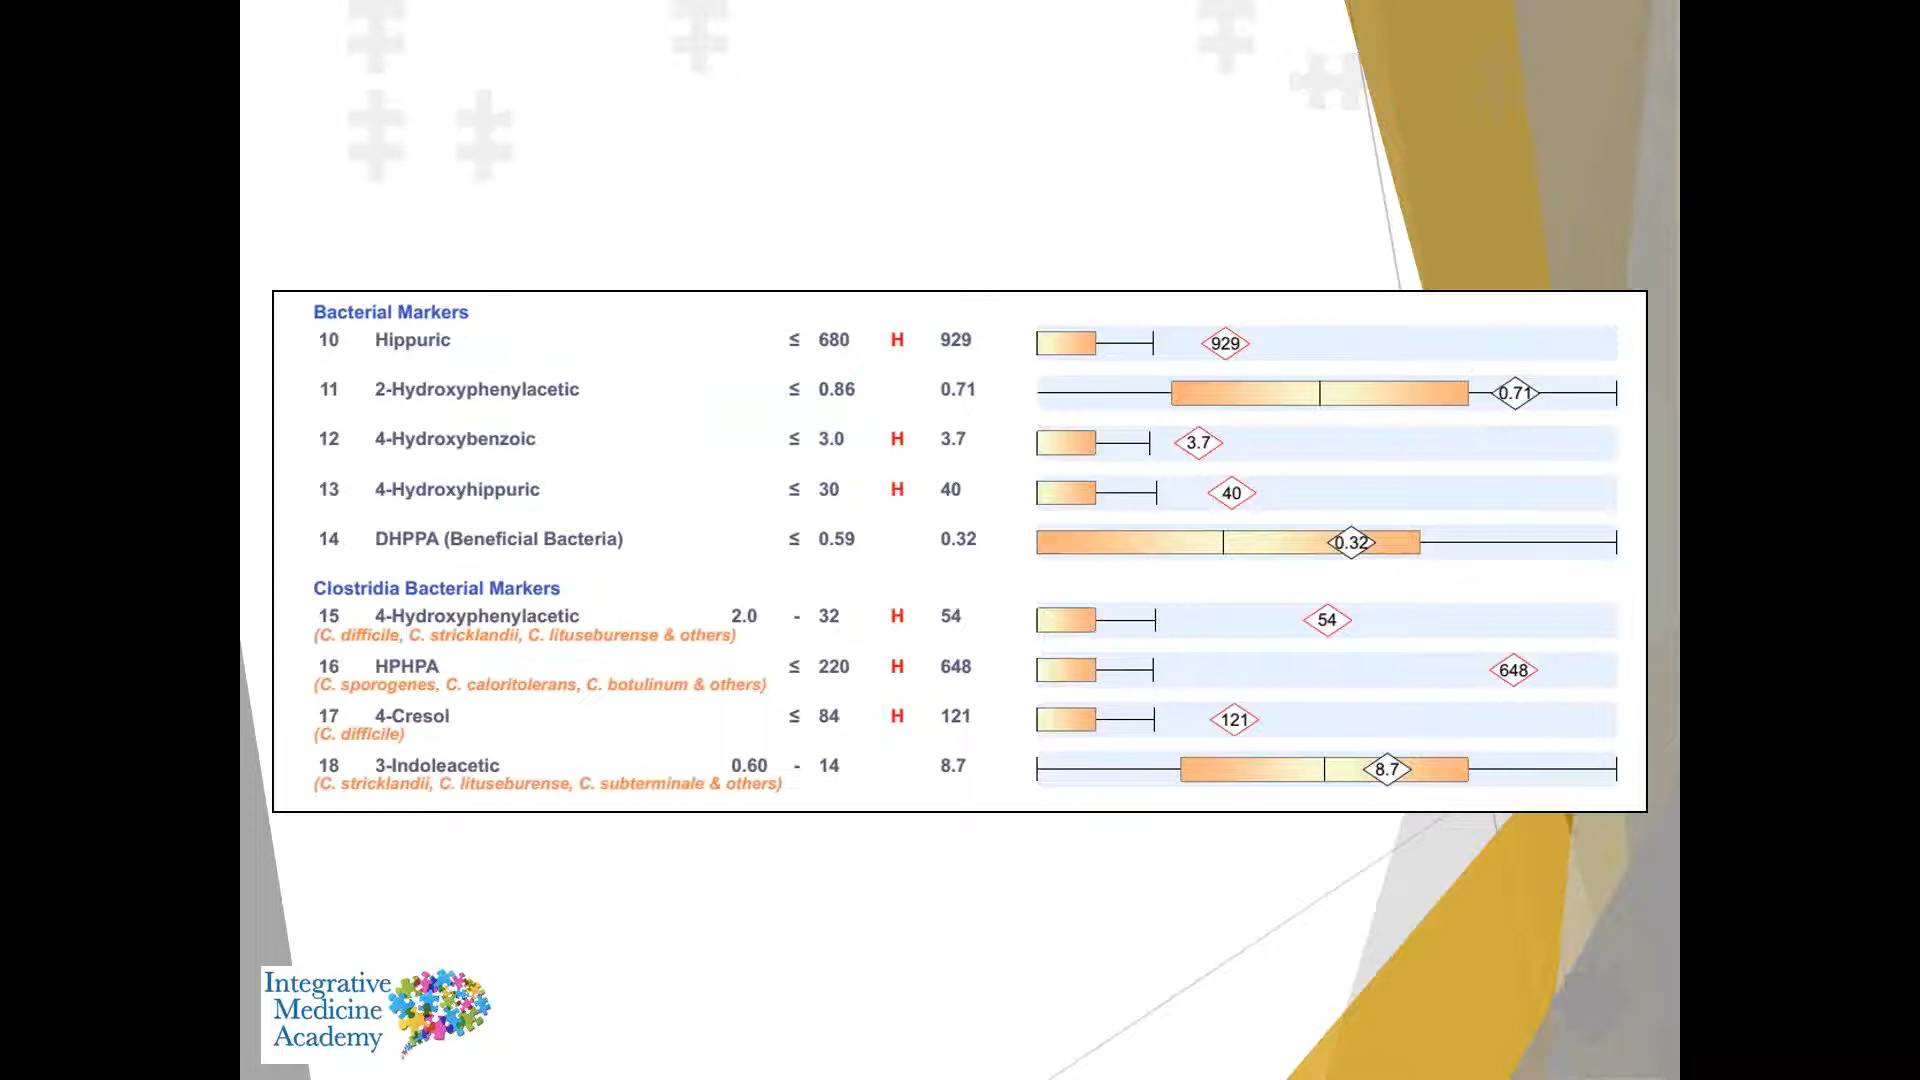 Bacterial Markers
10 Hippuric ≤ 680 H 929 929
11 2-Hydroxyphenylacetic ≤ 0.86 0.71 0.71
12 4-Hydroxybenzoic ≤ 3.0 H 3.7 3.7
13 4-Hydroxyhippuric ≤ 30 H 40 40
14 DHPPA (Beneficial Bacteria) ≤ 0.59 0.32 0.32
Clostridia Bacterial Markers
15 4-Hydroxyphenylacetic 2.0 - 32 H 54 54
(C. difficile, C. stricklandii, C. lituseburense & others)
16 HPHPA ≤ 220 H 648 648
(C. sporogenes, C. caloritolerans, C. botulinum & others)
17 4-Cresol ≤ 84 H 121 121
(C. difficile)
18 3-Indoleacetic 0.60 - 14 8.7 8.7
(C. stricklandii, C. lituseburense, C. subterminale & others)
Integrative
Medicine
Academy